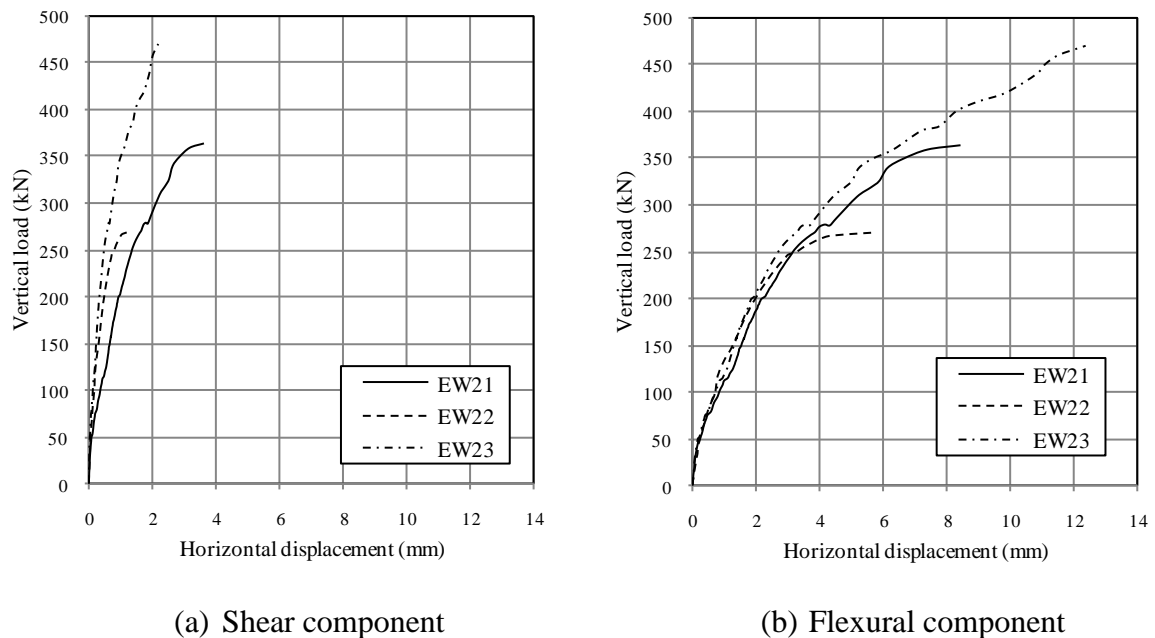 500
450
400
350
300
250
200
150
100
50
0
Vertical load (kN)
EW21
EW22
EW23
0 2 4 6 8 10 12 14
Horizontal displacement (mm)
(a) Shear component
500
450
400
350
300
250
200
150
100
50
0
Vertical load (kN)
EW21
EW22
EW23
0 2 4 6 8 10 12 14
Horizontal displacement (mm)
(b) Flexural component